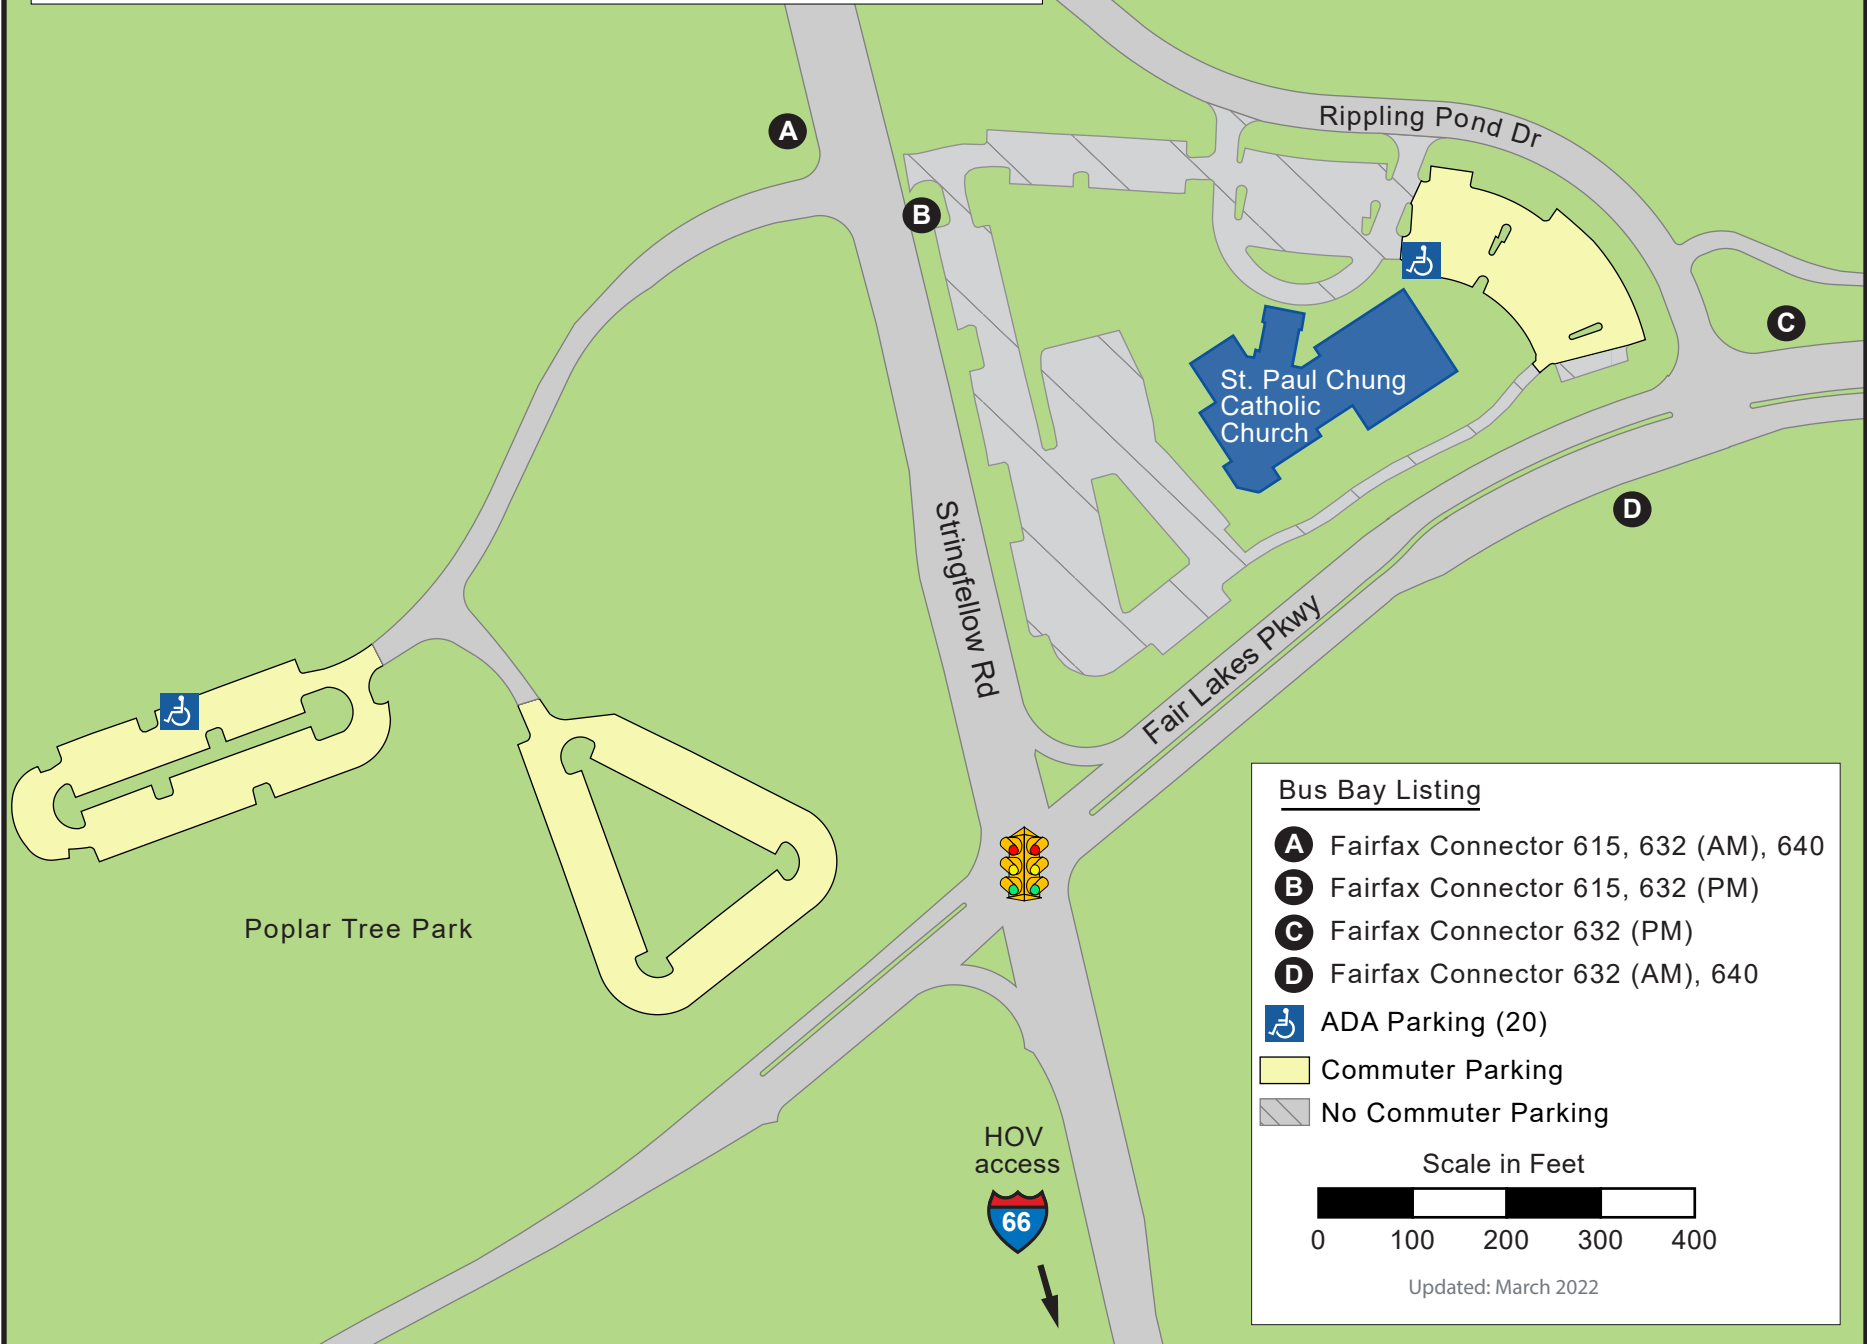 Rippling Pond Dr
A
B
C
St. Paul Chung
Catholic
Church
D
Stringfellow Rd
Fair Lakes Pkwy
Poplar Tree Park
HOV
access
66
Bus Bay Listing
A Fairfax Connector 615, 632 (AM), 640
B Fairfax Connector 615, 632 (PM)
C Fairfax Connector 632 (PM)
D Fairfax Connector 632 (AM), 640
ADA Parking (20)
Commuter Parking
No Commuter Parking
Scale in Feet
0 100 200 300 400
Updated: March 2022